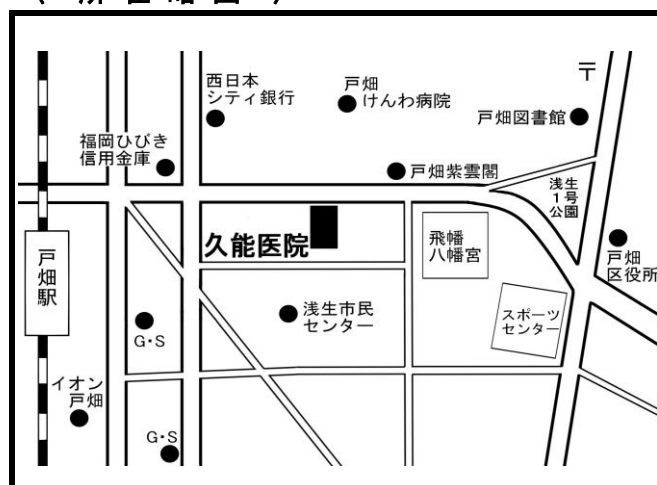 西日本
シティ銀行
戸畑
けんわ病院
〒
戸畑図書館
福岡ひびき
信用金庫
戸畑紫雲閣
浅生
1号
公園
久能医院
飛幡
八幡宮
戸畑
区役所
戸畑駅
浅生市民
センター
スポーツ
センター
G・S
イオン
戸畑
G・S